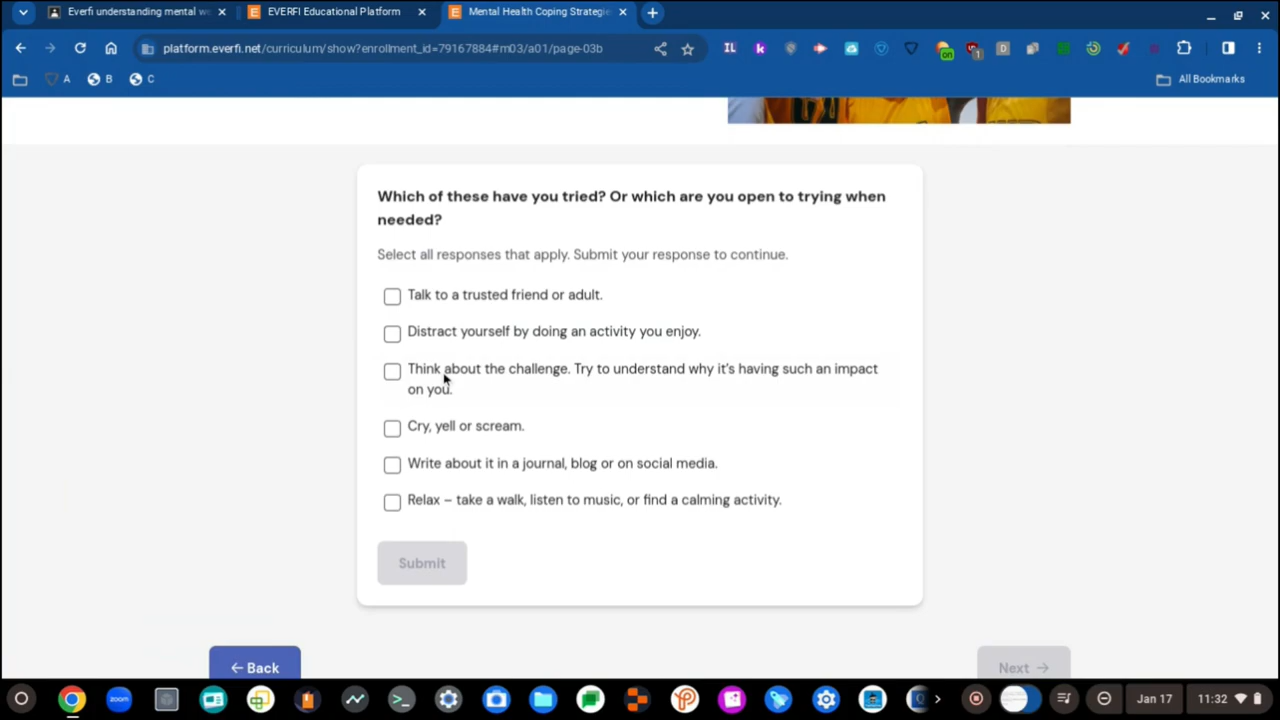 Everfi understanding mental we
EVERFI Educational Platform
Mental Health Coping Strategie
platform.everfi.net/curriculum/show?enrollment_id=79167884#m03/a01/page-03b
IL
k
on
1
D
A
B
C
All Bookmarks
Which of these have you tried? Or which are you open to trying when
needed?
Select all responses that apply. Submit your response to continue.
Talk to a trusted friend or adult.
Distract yourself by doing an activity you enjoy.
Think about the challenge. Try to understand why it's having such an impact
on you.
Cry, yell or scream.
Write about it in a journal, blog or on social media.
Relax – take a walk, listen to music, or find a calming activity.
Submit
← Back
Next →
zoom
Jan 17
11:32